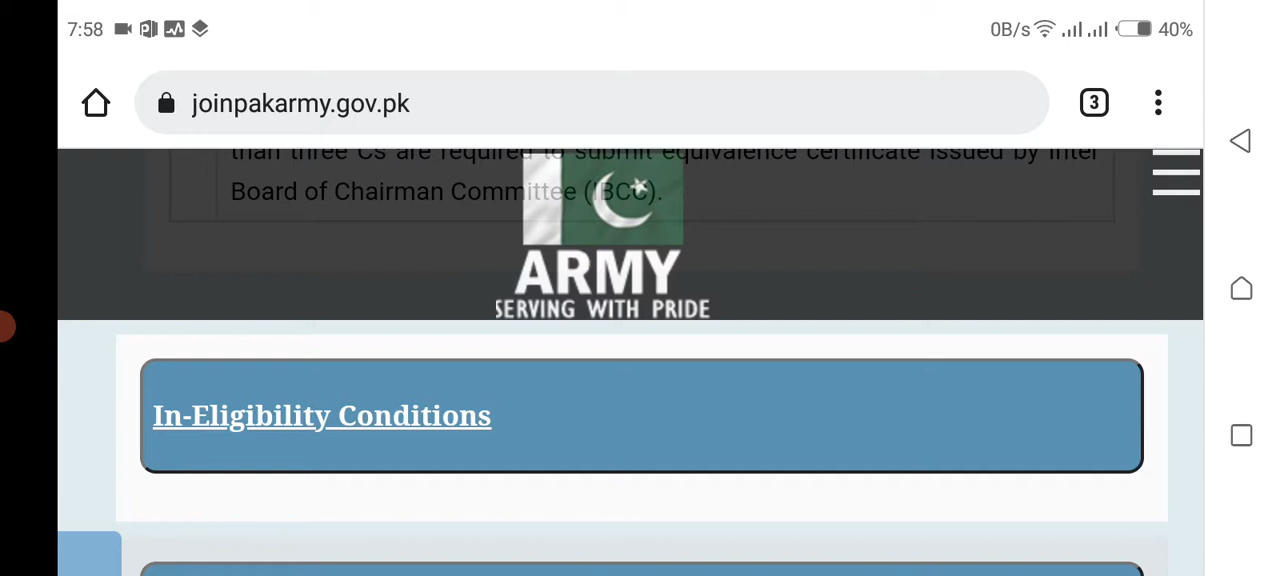 7:58
0B/s 40%
joinpakarmy.gov.pk
3
than three Cs are required to submit equivalence certificate issued by Inter
Board of Chairman Committee (IBCC).
ARMY
SERVING WITH PRIDE
In-Eligibility Conditions